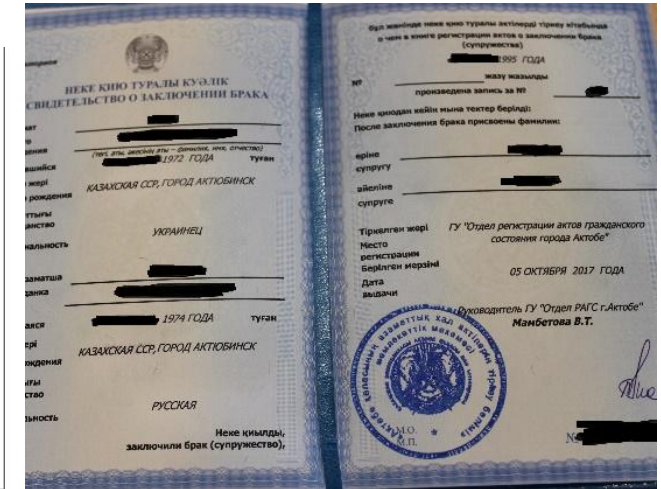 НЕКЕ ҚИЮ ТУРАЛЫ КУӘЛІК
СВИДЕТЕЛЬСТВО О ЗАКЛЮЧЕНИИ БРАКА
(тегі, аты, әкесінің аты – фамилия, имя, отчество)
1972 ГОДА туған
жері
рождения
КАЗАХСКАЯ ССР, ГОРОД АКТЮБИНСК
УКРАИНЕЦ
1974 ГОДА туған
КАЗАХСКАЯ ССР, ГОРОД АКТЮБИНСК
РУССКАЯ
Неке қиылды,
заключили брак (супружество),
бұл жөнінде неке қию туралы актілерді тіркеу кітабында
о чем в книге регистрации актов о заключении брака
(супружества)
1995 ГОДА
№ жазу жазылды
произведена запись за №
Неке қиюдан кейін мына тектер берілді:
После заключения брака присвоены фамилии:
еріне
супругу
әйеліне
супруге
Тіркелген жері
Место
регистрации
ГУ "Отдел регистрации актов гражданского
состояния города Актобе"
Берілген мерзімі
Дата
выдачи
05 ОКТЯБРЯ 2017 ГОДА
Руководитель ГУ "Отдел РАГС г.Актобе"
Мамбетова В.Т.
М.О.
М.П.
№